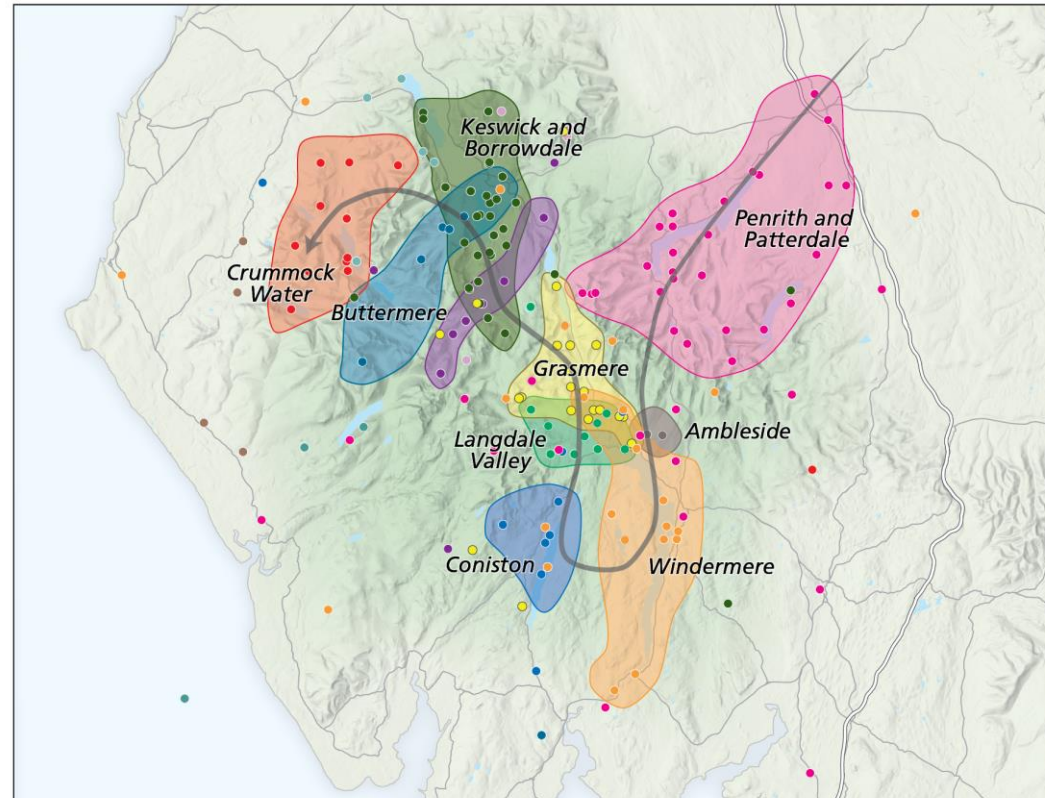 Keswick and
Borrowdale
Penrith and
Patterdale
Crummock
Water
Buttermere
Grasmere
Langdale
Valley
Ambleside
Coniston
Windermere